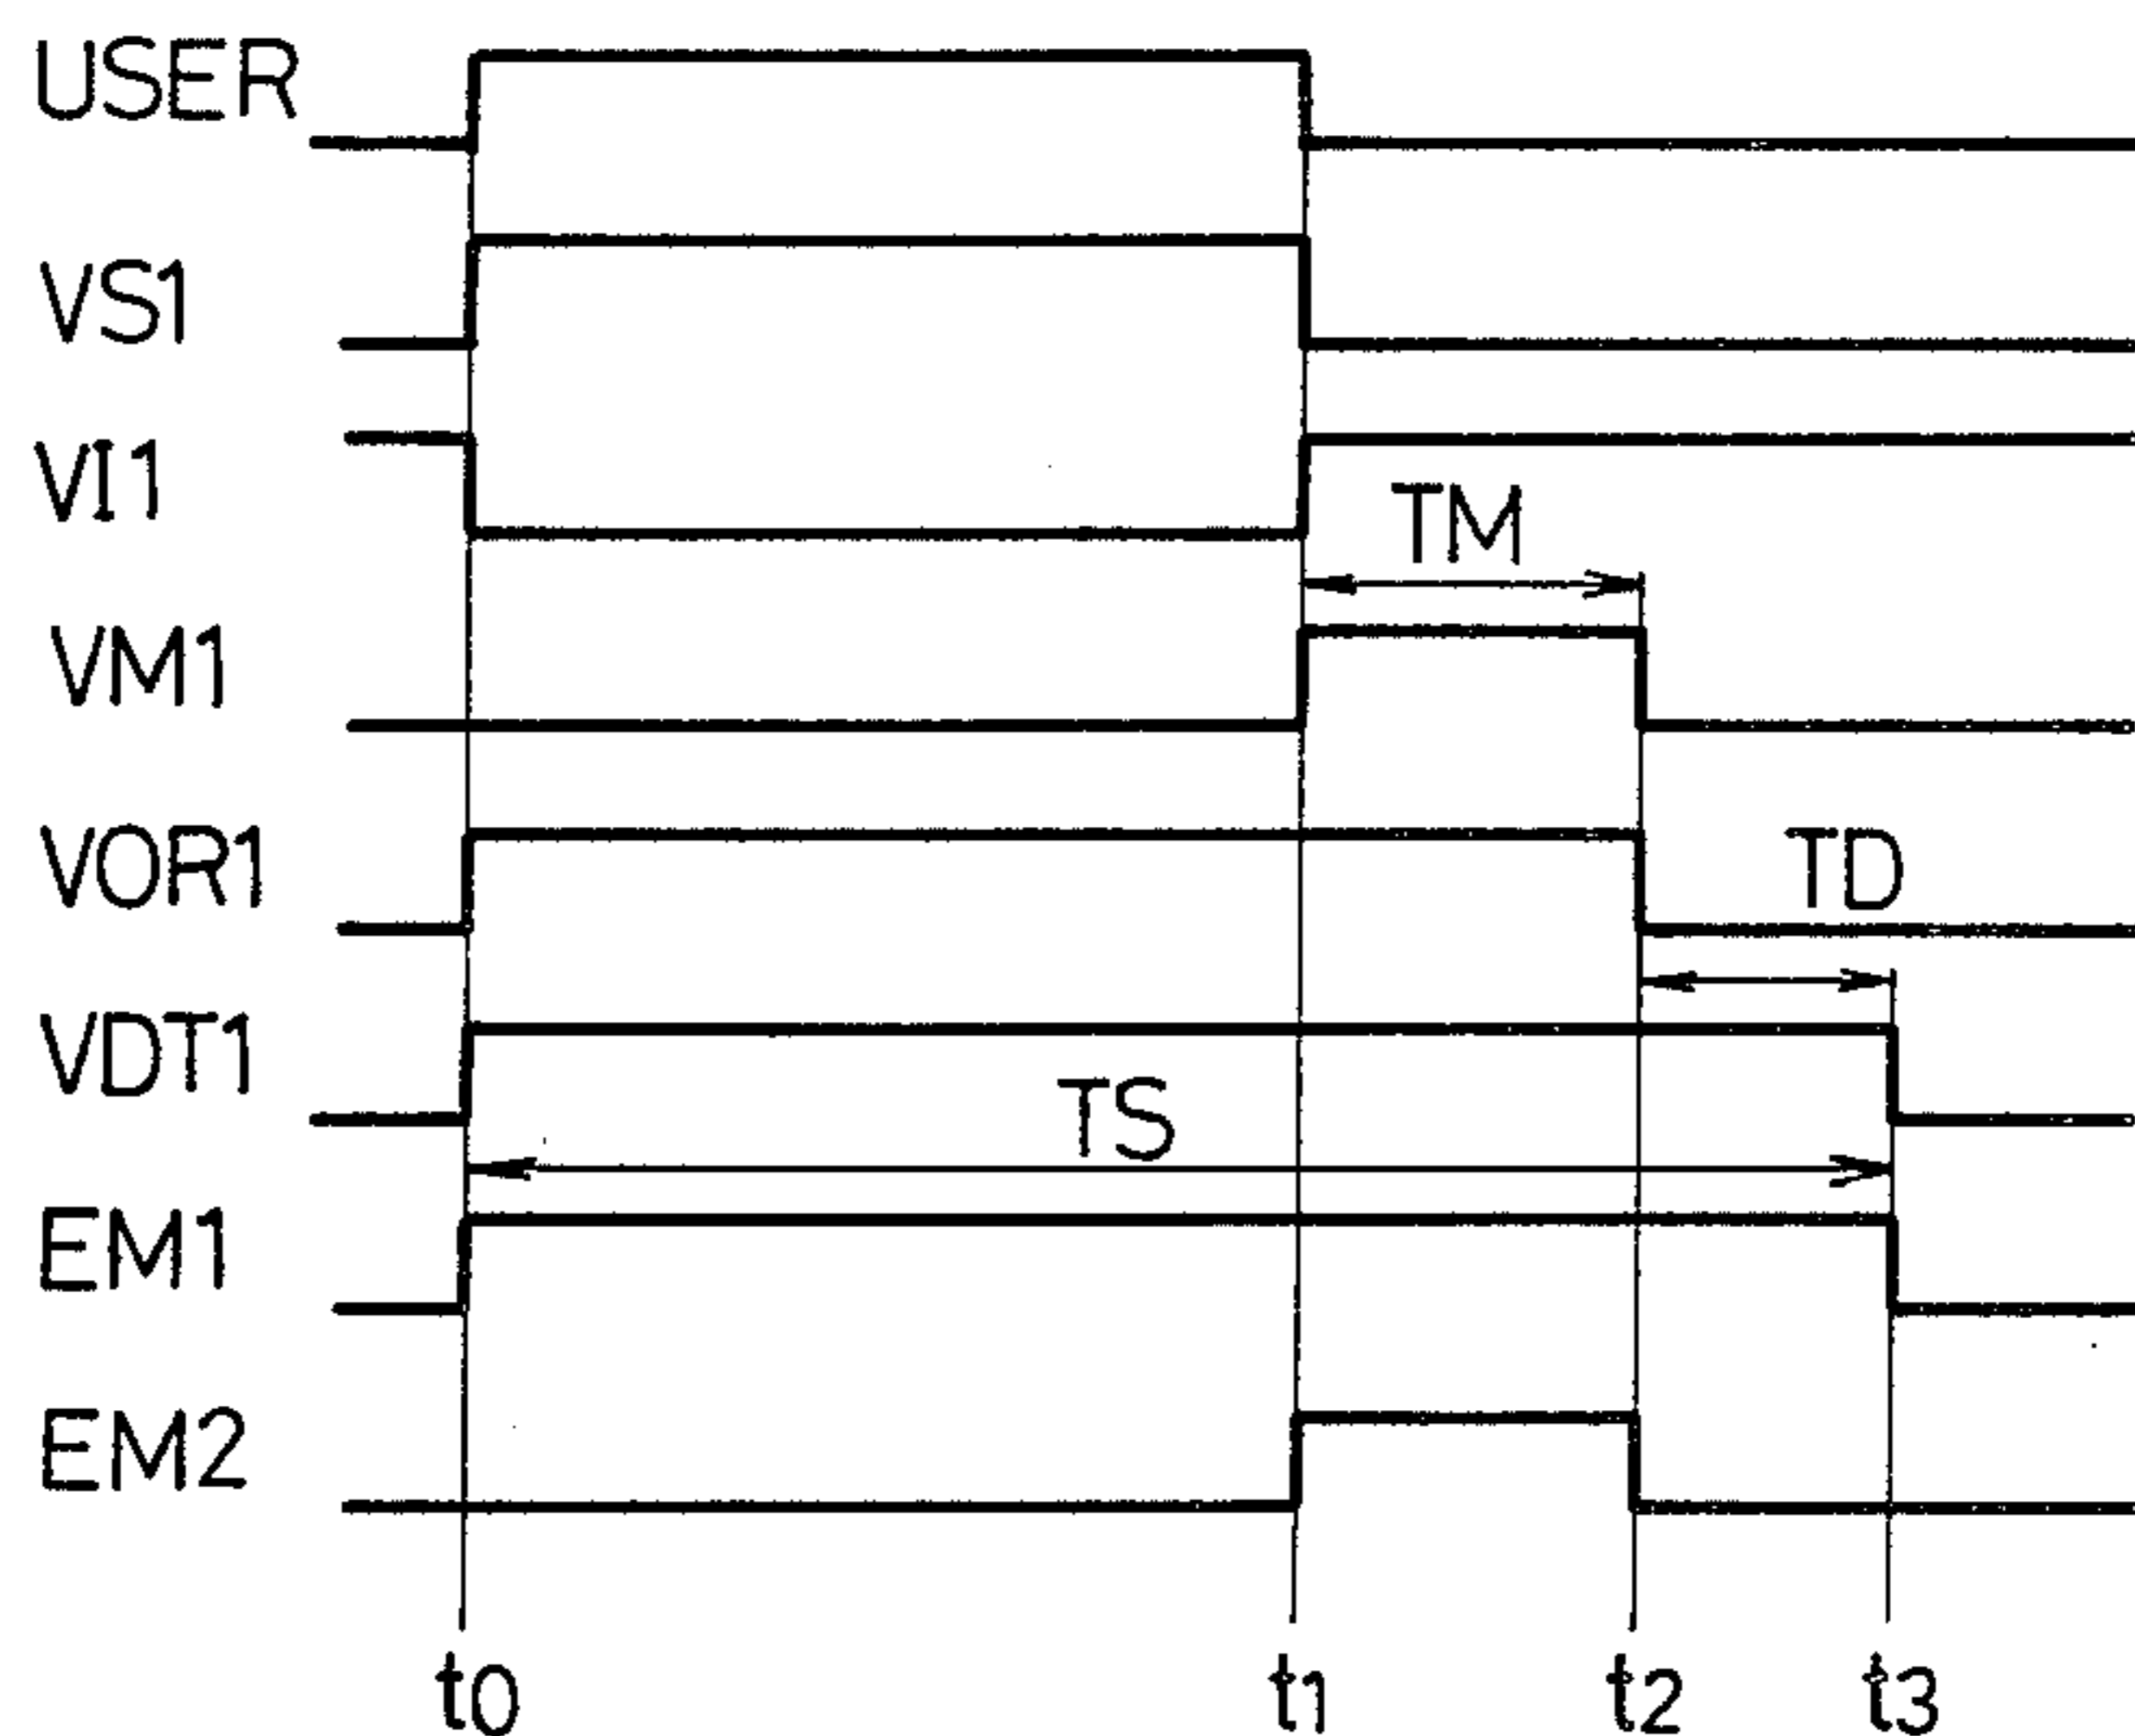 USER
VS1
VI1
TM
VM1
VOR1
TD
VDT1
TS
EM1
EM2
t0 t1 t2 t3